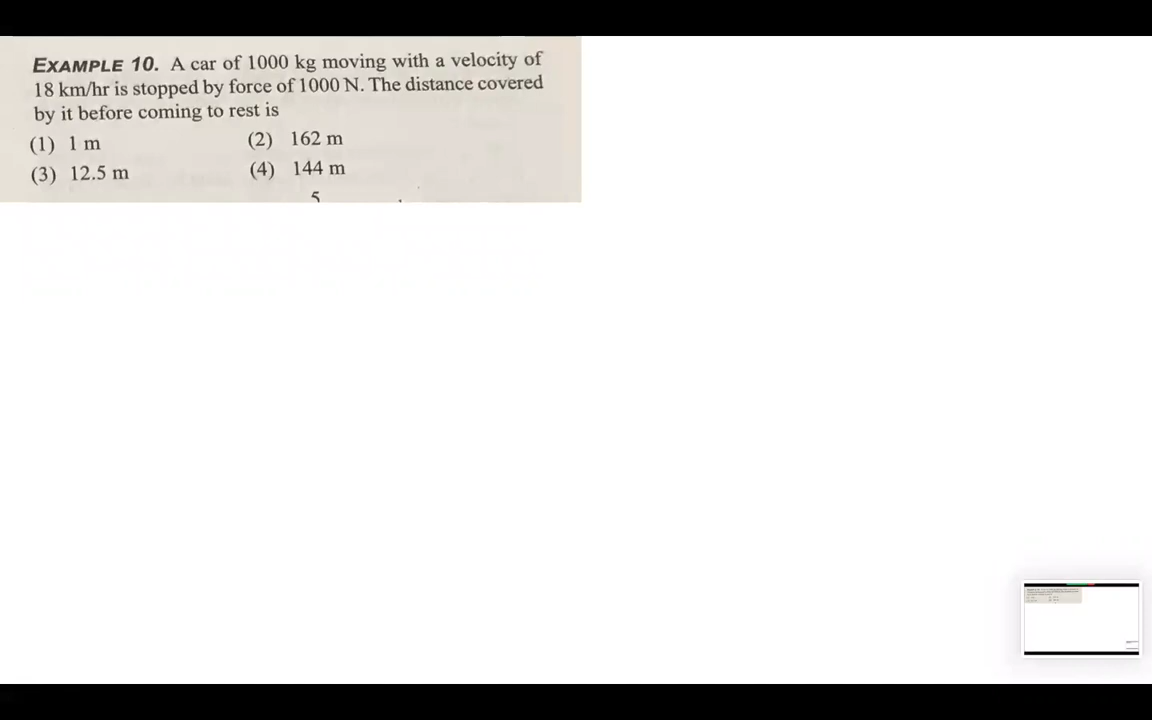 EXAMPLE 10. A car of 1000 kg moving with a velocity of
18 km/hr is stopped by force of 1000 N. The distance covered
by it before coming to rest is
(1) 1 m (2) 162 m
(3) 12.5 m (4) 144 m
5